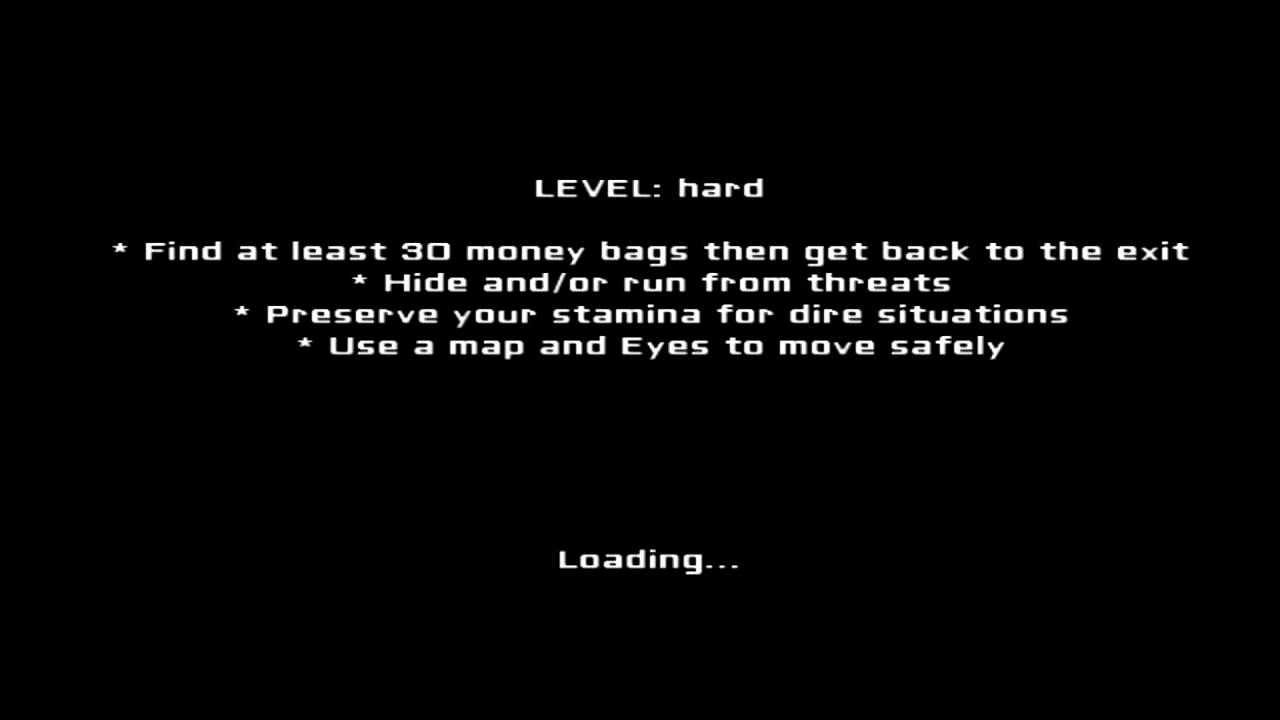 LEVEL: hard
* Find at least 30 money bags then get back to the exit
* Hide and/or run from threats
* Preserve your stamina for dire situations
* Use a map and Eyes to move safely
Loading...